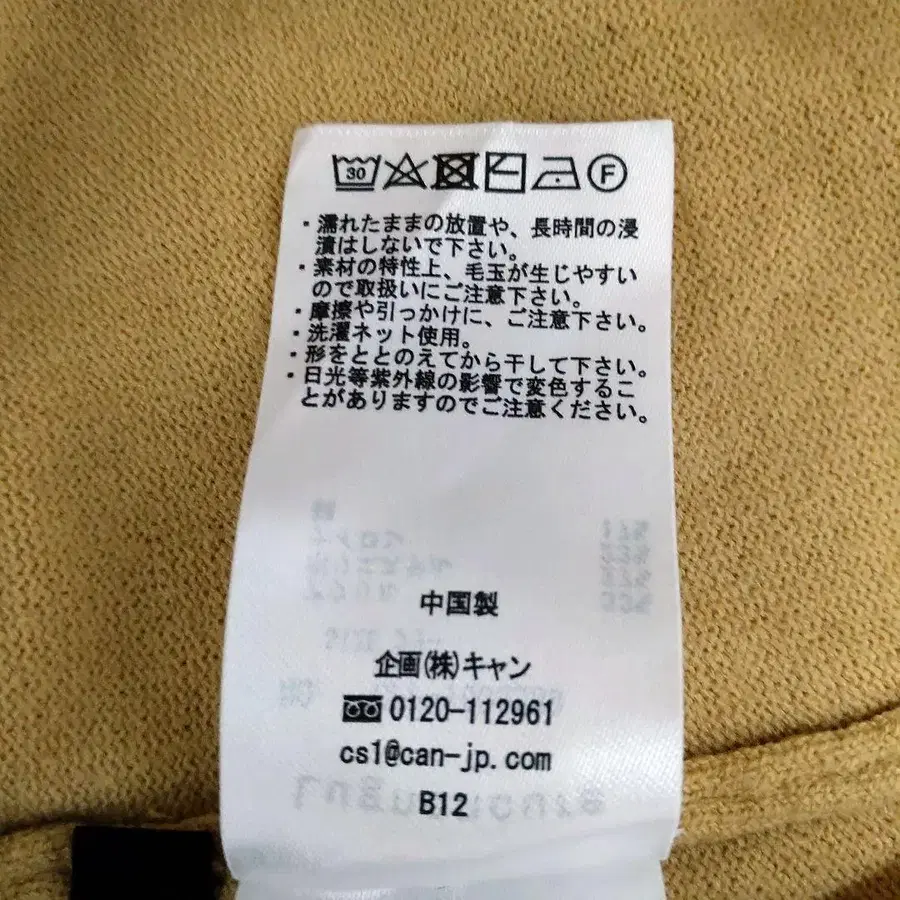 30 F
・濡れたままの放置や、長時間の浸
漬はしないで下さい。
・素材の特性上、毛玉が生じやすい
ので取扱いにご注意下さい。
・摩擦や引っかけに、ご注意下さい。
・洗濯ネット使用。
・形をととのえてから干して下さい。
・日光等紫外線の影響で変色するこ
とがありますのでご注意ください。
中国製
企画(株)キャン
0120-112961
cs1@can-jp.com
B12